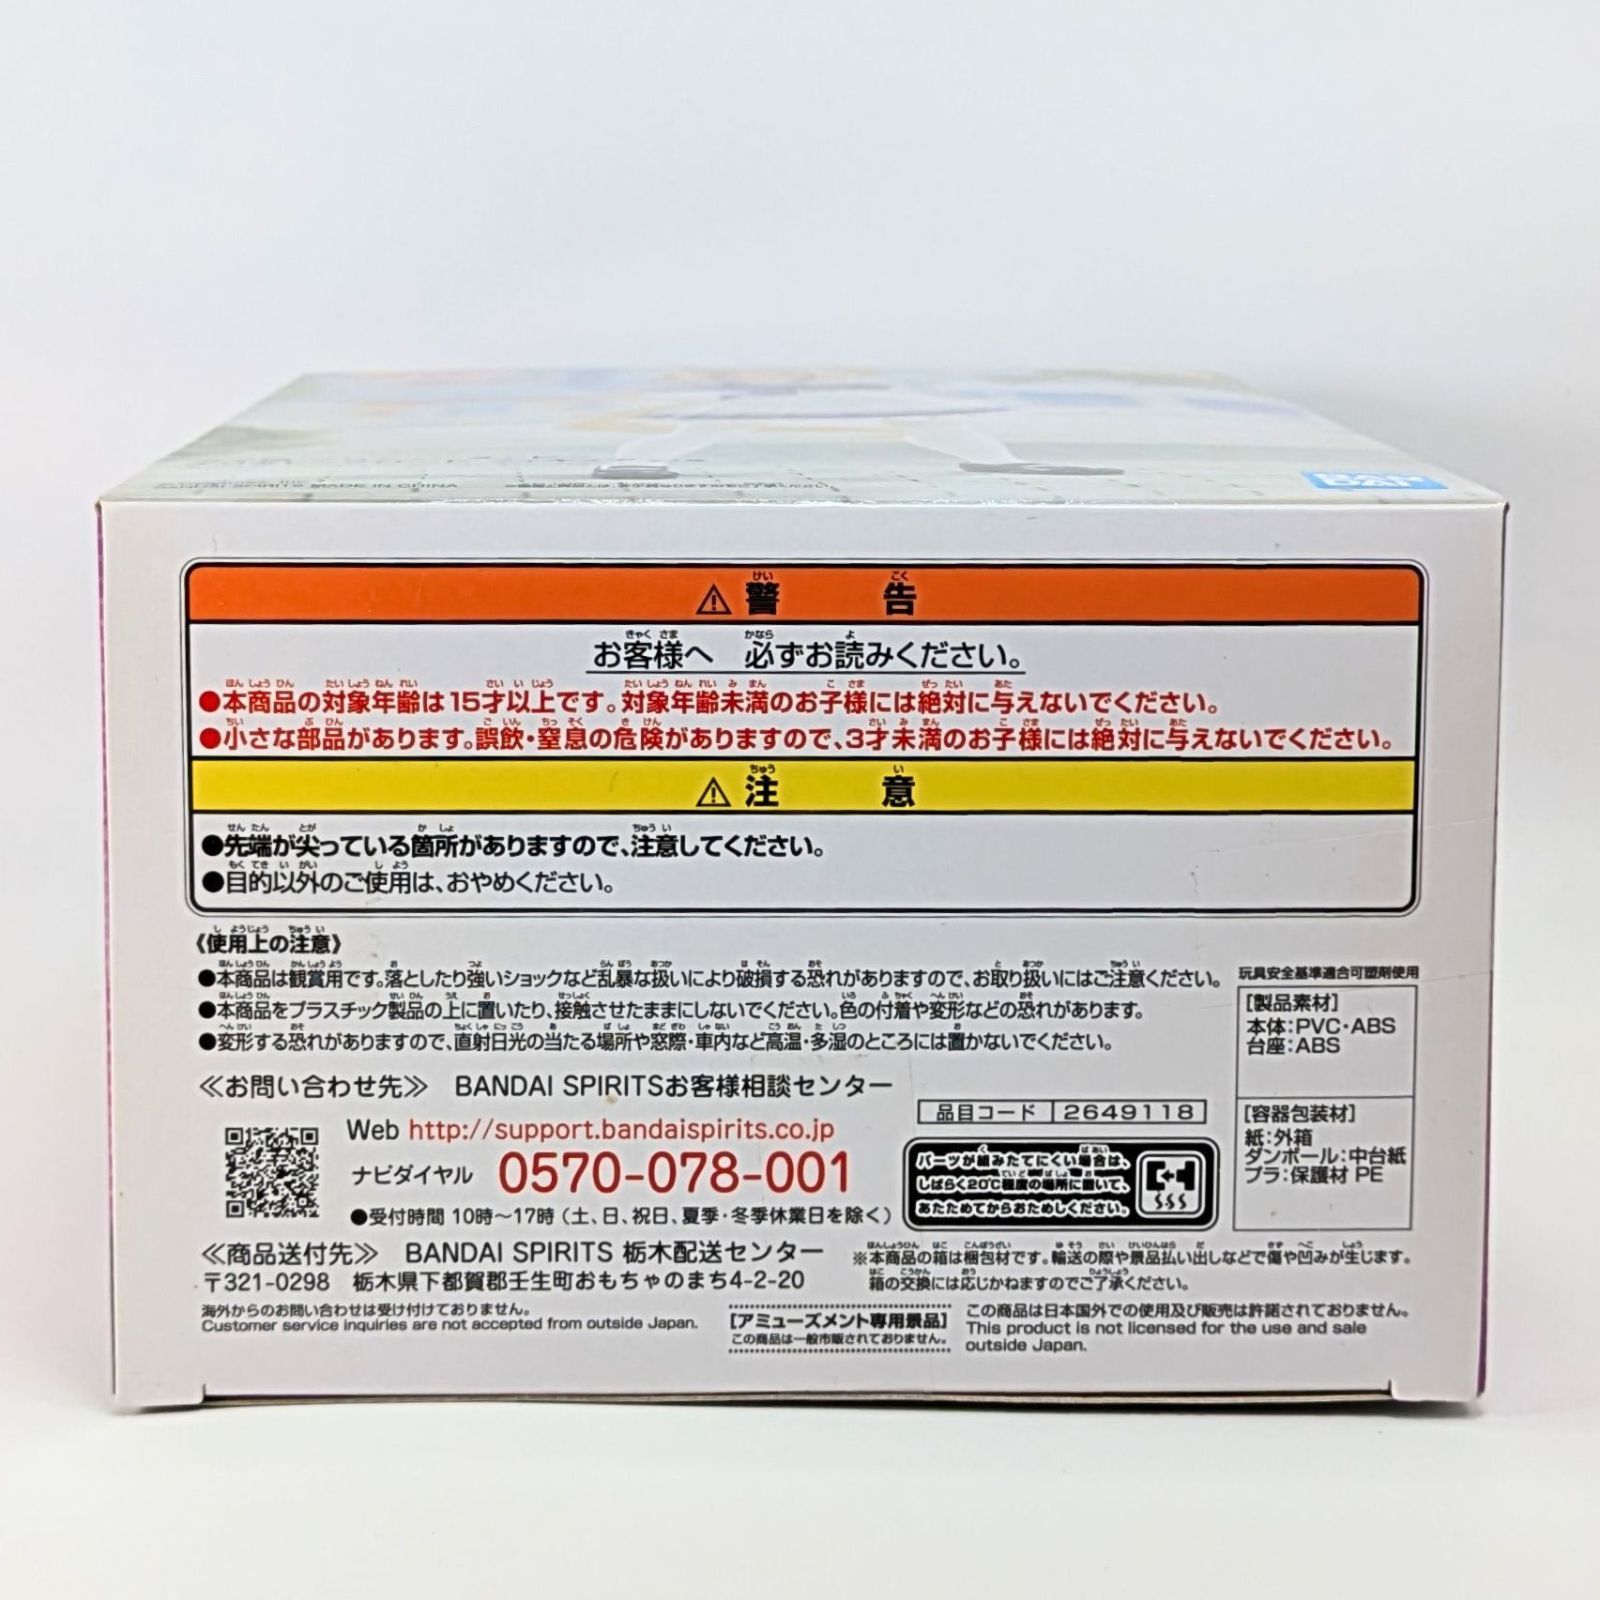 MADE IN CHINA
⚠警告
お客様へ 必ずお読みください。
●本商品の対象年齢は15才以上です。対象年齢未満のお子様には絶対に与えないでください。
●小さな部品があります。誤飲・窒息の危険がありますので、3才未満のお子様には絶対に与えないでください。
⚠注意
●先端が尖っている箇所がありますので、注意してください。
●目的以外のご使用は、おやめください。
《使用上の注意》
●本商品は観賞用です。落としたり強いショックなど乱暴な扱いにより破損する恐れがありますので、お取り扱いにはご注意ください。
●本商品をプラスチック製品の上に置いたり、接触させたままにしないでください。色の付着や変形などの恐れがあります。
●変形する恐れがありますので、直射日光の当たる場所や窓際・車内など高温・多湿のところには置かないでください。
玩具安全基準適合可塑剤使用
[製品素材]
本体:PVC・ABS
台座:ABS
[容器包装材]
紙:外箱
ダンボール:中台紙
プラ:保護材 PE
≪お問い合わせ先≫ BANDAI SPIRITSお客様相談センター
Web http://support.bandaispirits.co.jp
ナビダイヤル 0570-078-001
●受付時間 10時〜17時(土、日、祝日、夏季・冬季休業日を除く)
品目コード 2649118
パーツが組みたてにくい場合は、
しばらく20℃程度の場所に置いて、
あたためてからおためしください。
≪商品送付先≫ BANDAI SPIRITS 栃木配送センター
〒321-0298 栃木県下都賀郡壬生町おもちゃのまち4-2-20
※本商品の箱は梱包材です。輸送の際や景品払い出しなどで傷や凹みが生じます。
箱の交換には応じかねますのでご了承ください。
海外からのお問い合わせは受け付けておりません。
Customer service inquiries are not accepted from outside Japan.
[アミューズメント専用景品]
この商品は一般市販されておりません。
この商品は日本国外での使用及び販売は許諾されておりません。
This product is not licensed for the use and sale
outside Japan.